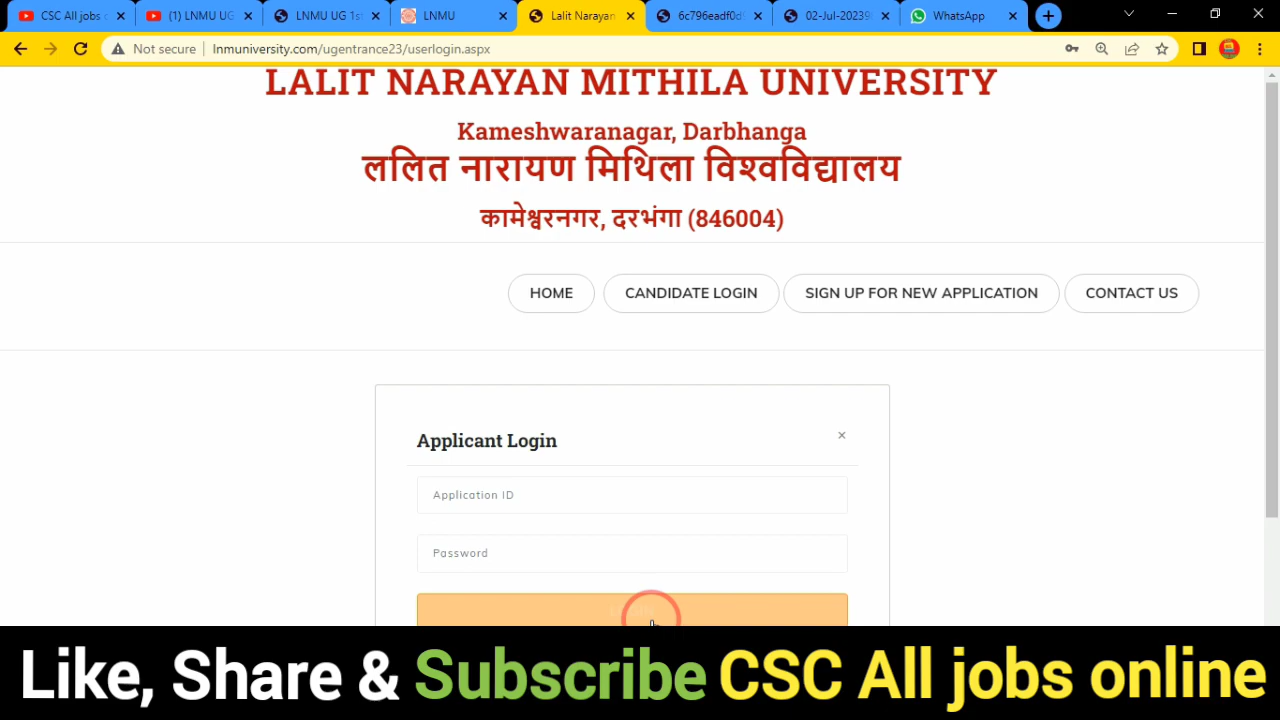 CSC All jobs
(1) LNMU UG
LNMU UG 1st
LNMU
Lalit Narayan
6c796eadf0d
02-Jul-2023
WhatsApp
Not secure
lnmuniversity.com/ugentrance23/userlogin.aspx
LALIT NARAYAN MITHILA UNIVERSITY
Kameshwaranagar, Darbhanga
ललित नारायण मिथिला विश्वविद्यालय
कामेश्वरनगर, दरभंगा (846004)
HOME
CANDIDATE LOGIN
SIGN UP FOR NEW APPLICATION
CONTACT US
Applicant Login
Application ID
Password
Like, Share & Subscribe CSC All jobs online